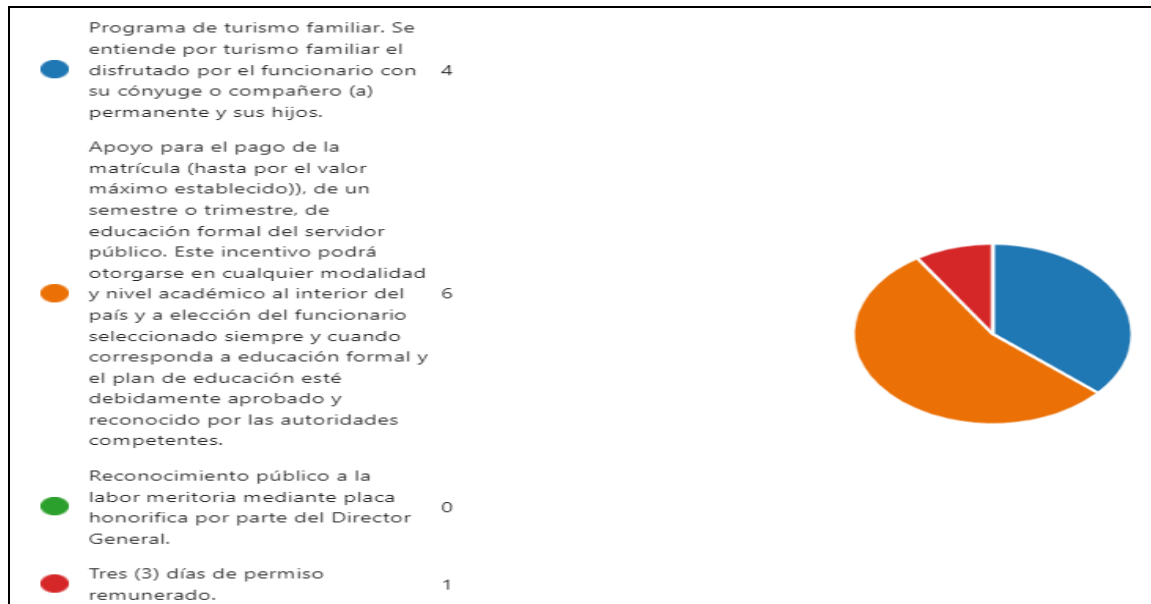 Programa de turismo familiar. Se
entiende por turismo familiar el
disfrutado por el funcionario con
su cónyuge o compañero (a)
permanente y sus hijos.
4
Apoyo para el pago de la
matrícula (hasta por el valor
máximo establecido)), de un
semestre o trimestre, de
educación formal del servidor
público. Este incentivo podrá
otorgarse en cualquier modalidad
y nivel académico al interior del
país y a elección del funcionario
seleccionado siempre y cuando
corresponda a educación formal y
el plan de educación esté
debidamente aprobado y
reconocido por las autoridades
competentes.
6
Reconocimiento público a la
labor meritoria mediante placa
honorifica por parte del Director
General.
0
Tres (3) días de permiso
remunerado.
1